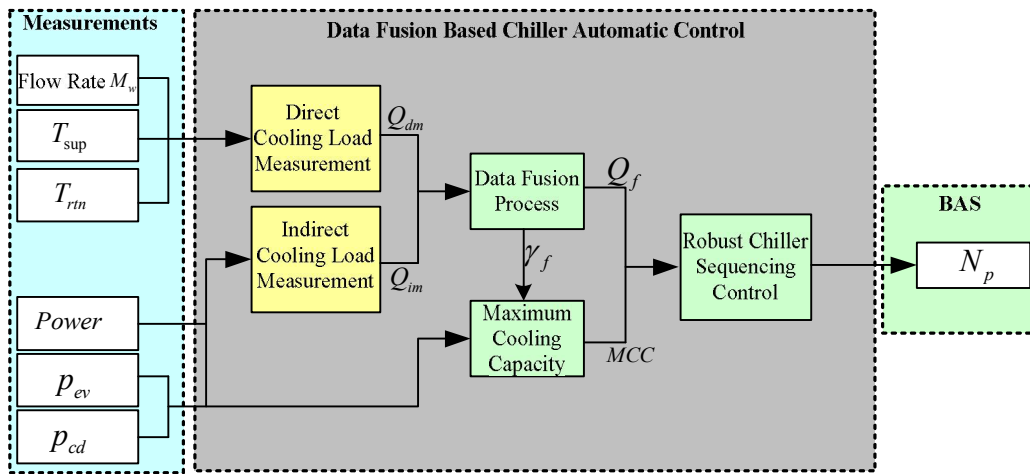 Measurements
Flow Rate M_w
T_sup
T_rtn
Power
p_ev
p_cd
Data Fusion Based Chiller Automatic Control
Direct
Cooling Load
Measurement
Q_dm
Indirect
Cooling Load
Measurement
Q_im
Data Fusion
Process
Q_f
γ_f
Maximum
Cooling
Capacity
MCC
Robust Chiller
Sequencing
Control
BAS
N_p